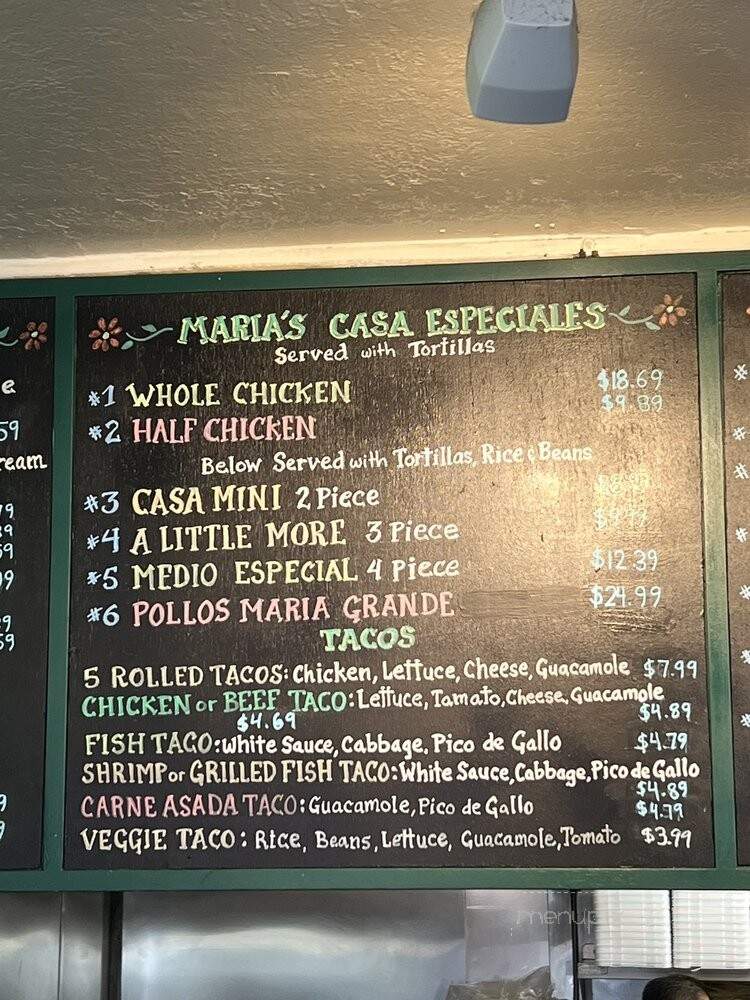 MARIA'S CASA ESPECIALES
Served with Tortillas
#1 WHOLE CHICKEN $18.69
#2 HALF CHICKEN $9.89
Below Served with Tortillas, Rice & Beans
#3 CASA MINI 2 Piece
#4 A LITTLE MORE 3 Piece
#5 MEDIO ESPECIAL 4 Piece $12.39
#6 POLLOS MARIA GRANDE $24.99
TACOS
5 ROLLED TACOS: Chicken, Lettuce, Cheese, Guacamole $7.99
CHICKEN or BEEF TACO: Lettuce, Tamato, Cheese, Guacamole
$4.69 $4.89
FISH TACO: White Sauce, Cabbage, Pico de Gallo $4.79
SHRIMP or GRILLED FISH TACO: White Sauce, Cabbage, Pico de Gallo
$4.89
CARNE ASADA TACO: Guacamole, Pico de Gallo $4.79
VEGGIE TACO: Rice, Beans, Lettuce, Guacamole, Tomato $3.99